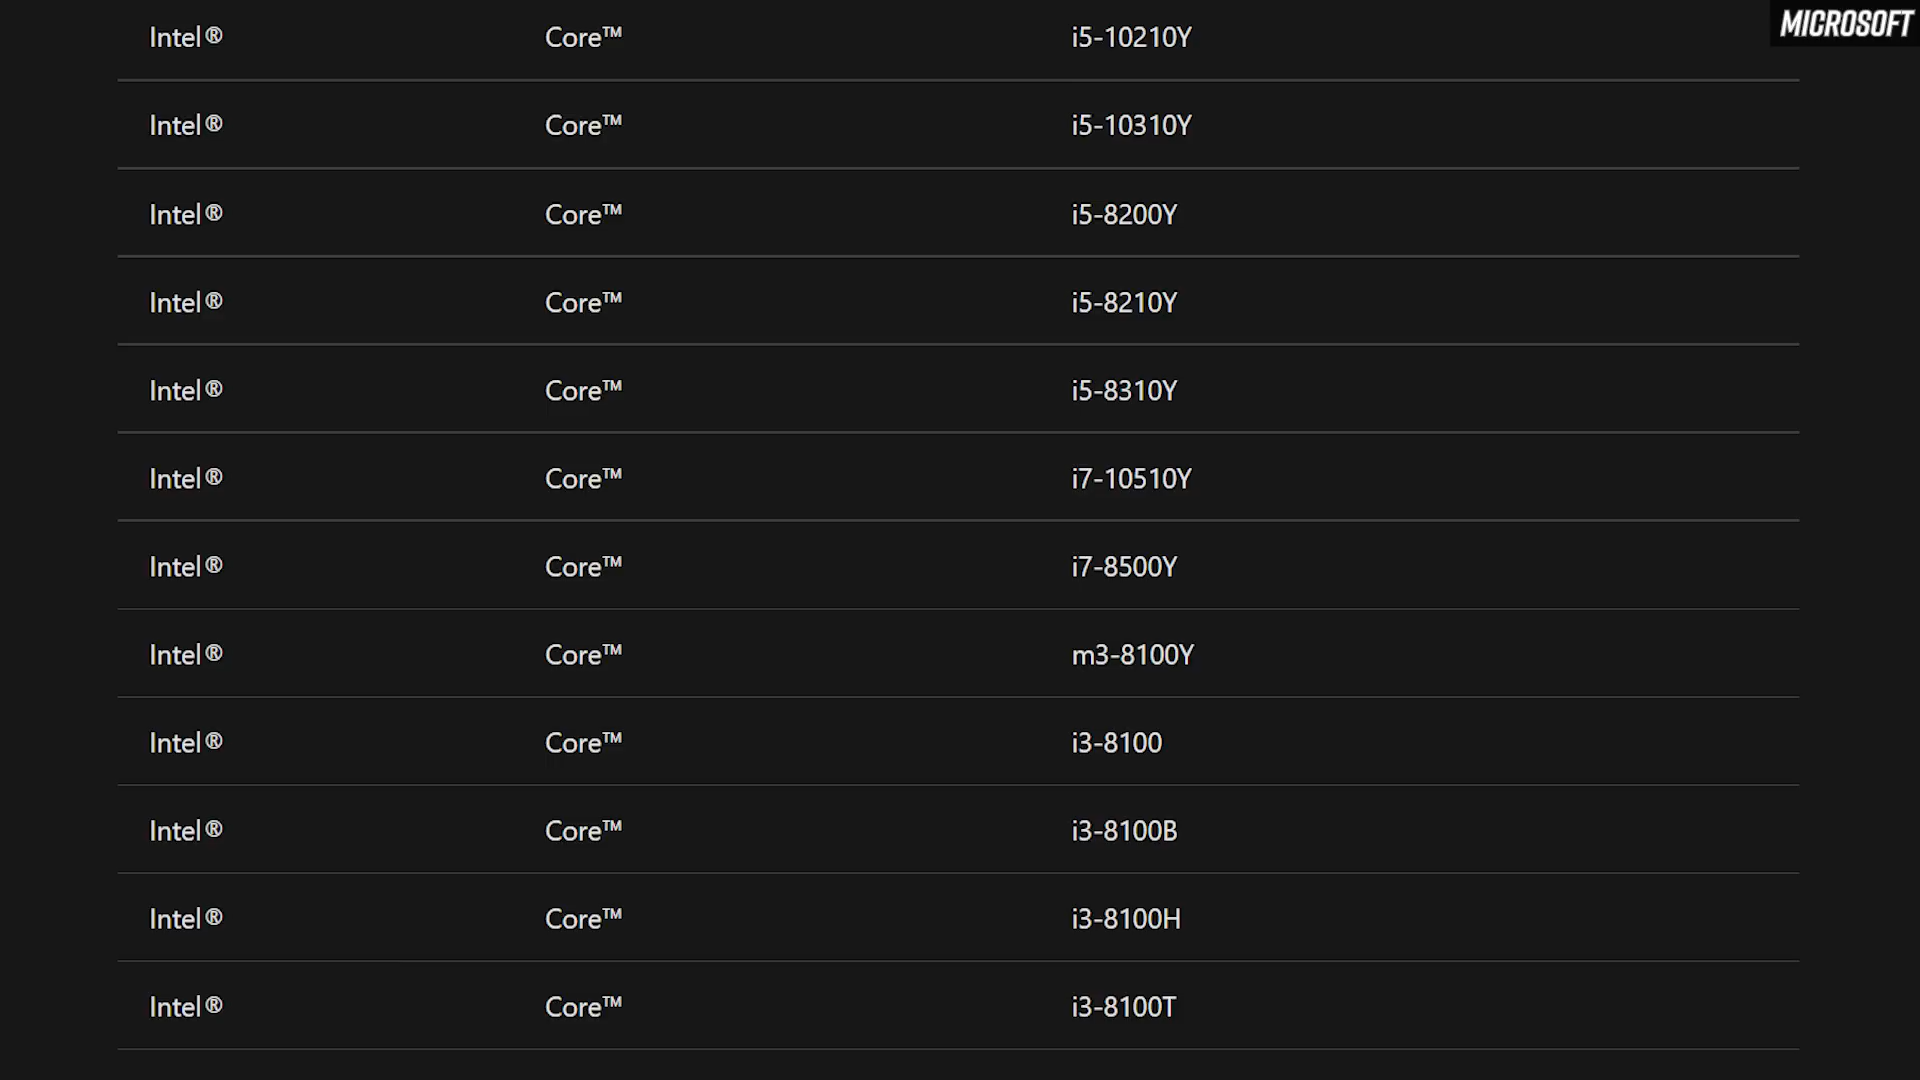 MICROSOFT
Intel® Core™ i5-10210Y
Intel® Core™ i5-10310Y
Intel® Core™ i5-8200Y
Intel® Core™ i5-8210Y
Intel® Core™ i5-8310Y
Intel® Core™ i7-10510Y
Intel® Core™ i7-8500Y
Intel® Core™ m3-8100Y
Intel® Core™ i3-8100
Intel® Core™ i3-8100B
Intel® Core™ i3-8100H
Intel® Core™ i3-8100T